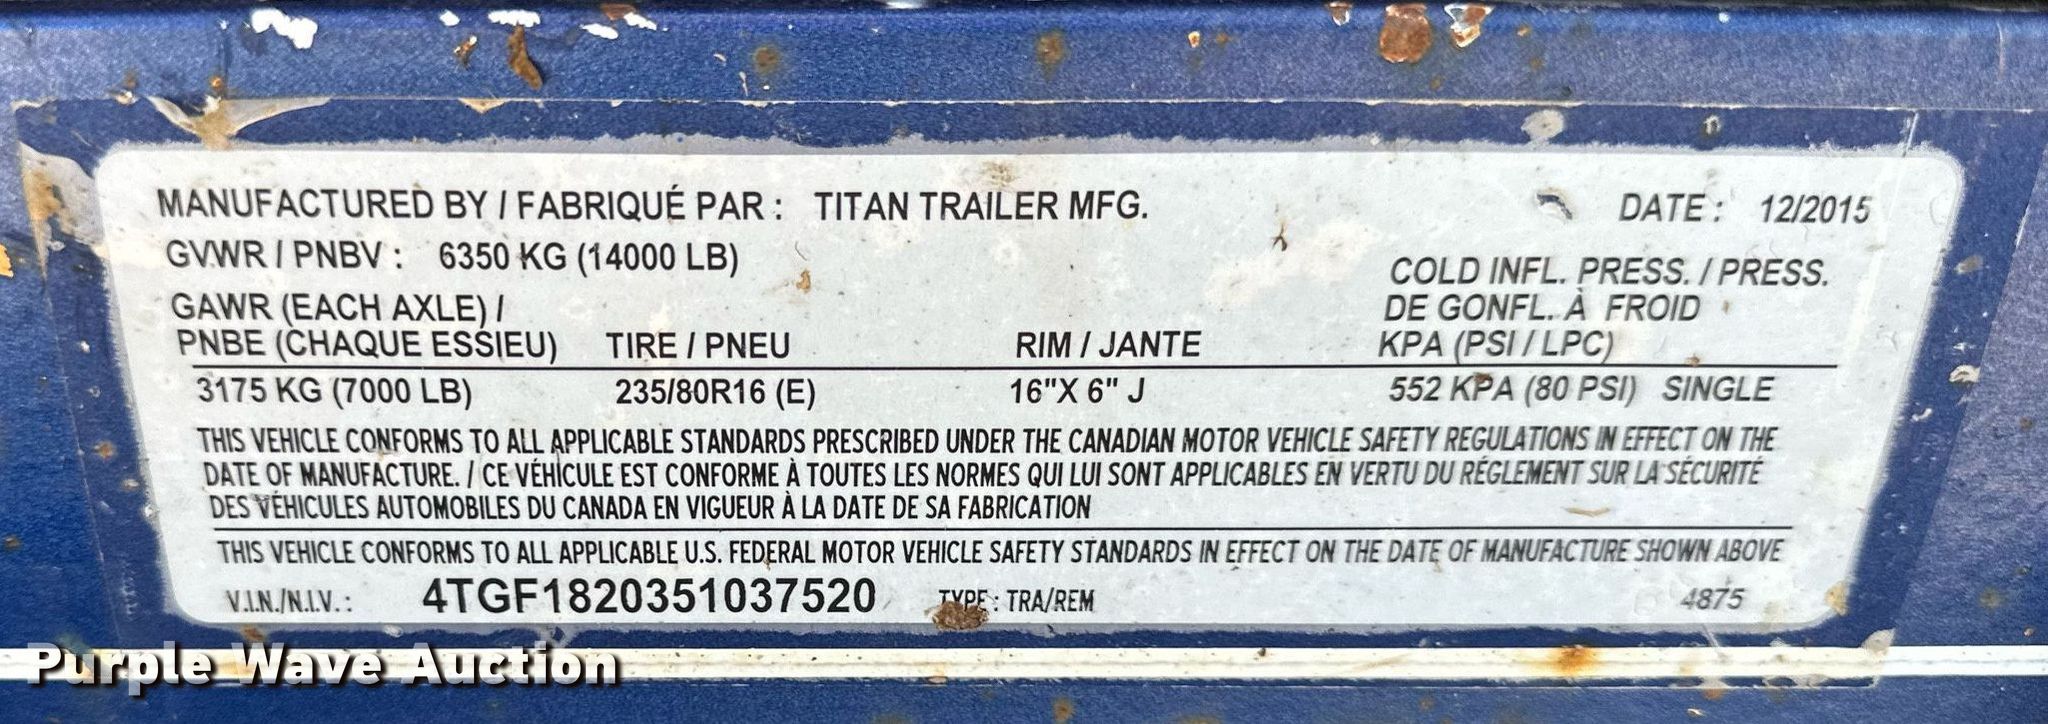 MANUFACTURED BY / FABRIQUÉ PAR : TITAN TRAILER MFG. DATE : 12/2015
GVWR / PNBV : 6350 KG (14000 LB)
COLD INFL. PRESS. / PRESS.
GAWR (EACH AXLE) / DE GONFL. À FROID
PNBE (CHAQUE ESSIEU) TIRE / PNEU RIM / JANTE KPA (PSI / LPC)
3175 KG (7000 LB) 235/80R16 (E) 16"X 6" J 552 KPA (80 PSI) SINGLE
THIS VEHICLE CONFORMS TO ALL APPLICABLE STANDARDS PRESCRIBED UNDER THE CANADIAN MOTOR VEHICLE SAFETY REGULATIONS IN EFFECT ON THE
DATE OF MANUFACTURE. / CE VÉHICULE EST CONFORME À TOUTES LES NORMES QUI LUI SONT APPLICABLES EN VERTU DU RÉGLEMENT SUR LA SÉCURITÉ
DES VÉHICULES AUTOMOBILES DU CANADA EN VIGUEUR À LA DATE DE SA FABRICATION
THIS VEHICLE CONFORMS TO ALL APPLICABLE U.S. FEDERAL MOTOR VEHICLE SAFETY STANDARDS IN EFFECT ON THE DATE OF MANUFACTURE SHOWN ABOVE
V.I.N./N.I.V. : 4TGF1820351037520 TYPE : TRA/REM 4875
Purple Wave Auction